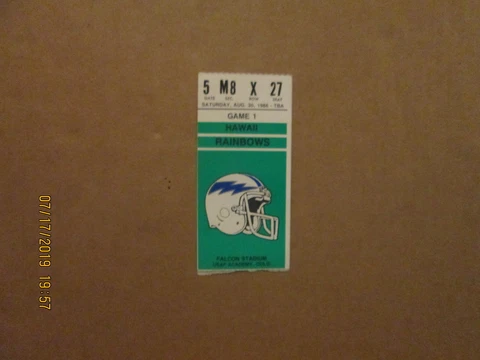 5 M8 X 27
GATE SEC. ROW SEAT
SATURDAY, AUG. 30, 1986 TBA
GAME 1
HAWAII
RAINBOWS
FALCON STADIUM
USAF ACADEMY, COLO.
07/17/2019 19:57